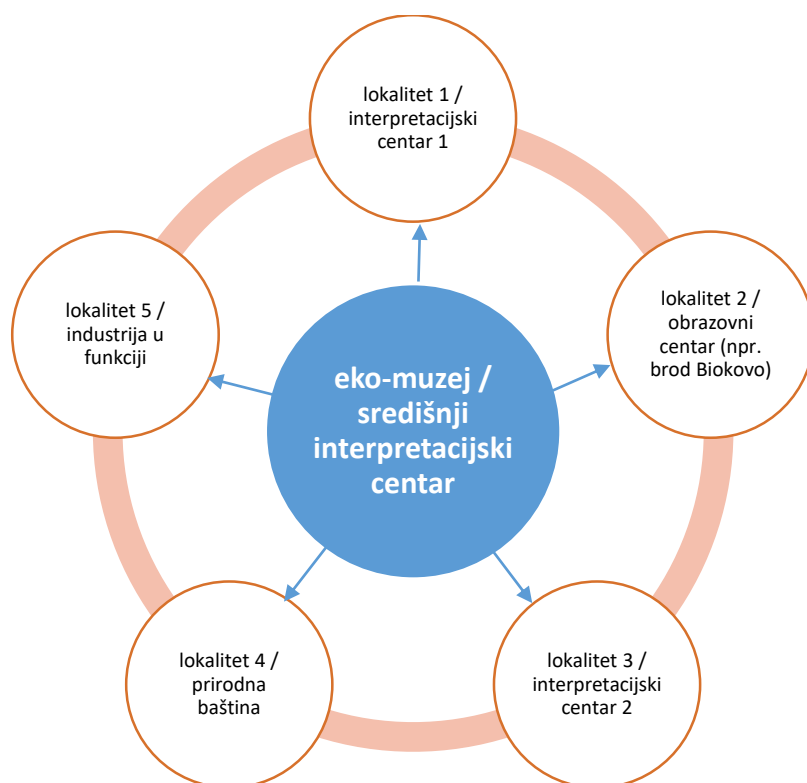 lokalitet 1 /
interpretacijski
centar 1
lokalitet 2 /
obrazovni
centar (npr.
brod Biokovo)
lokalitet 5 /
industrija u
funkciji
eko-muzej /
središnji
interpretacijski
centar
lokalitet 4 /
prirodna
baština
lokalitet 3 /
interpretacijski
centar 2